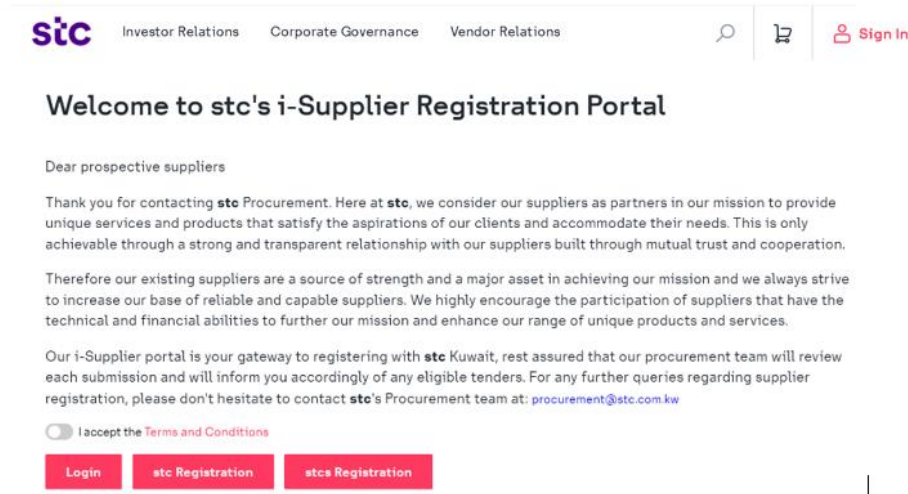 stc Investor Relations Corporate Governance Vendor Relations Sign In
Welcome to stc's i-Supplier Registration Portal
Dear prospective suppliers
Thank you for contacting stc Procurement. Here at stc, we consider our suppliers as partners in our mission to provide
unique services and products that satisfy the aspirations of our clients and accommodate their needs. This is only
achievable through a strong and transparent relationship with our suppliers built through mutual trust and cooperation.
Therefore our existing suppliers are a source of strength and a major asset in achieving our mission and we always strive
to increase our base of reliable and capable suppliers. We highly encourage the participation of suppliers that have the
technical and financial abilities to further our mission and enhance our range of unique products and services.
Our i-Supplier portal is your gateway to registering with stc Kuwait, rest assured that our procurement team will review
each submission and will inform you accordingly of any eligible tenders. For any further queries regarding supplier
registration, please don't hesitate to contact stc's Procurement team at: procurement@stc.com.kw
I accept the Terms and Conditions
Login stc Registration stcs Registration